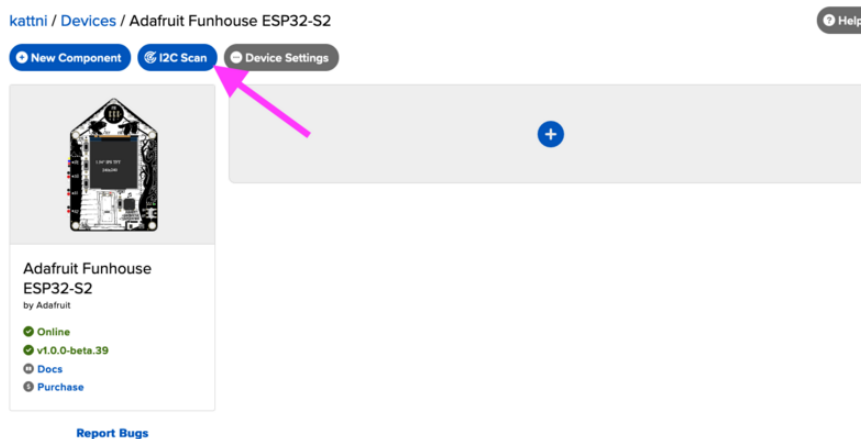 kattni / Devices / Adafruit Funhouse ESP32-S2
Help
New Component
I2C Scan
Device Settings
Adafruit Funhouse
ESP32-S2
by Adafruit
Online
v1.0.0-beta.39
Docs
Purchase
Report Bugs